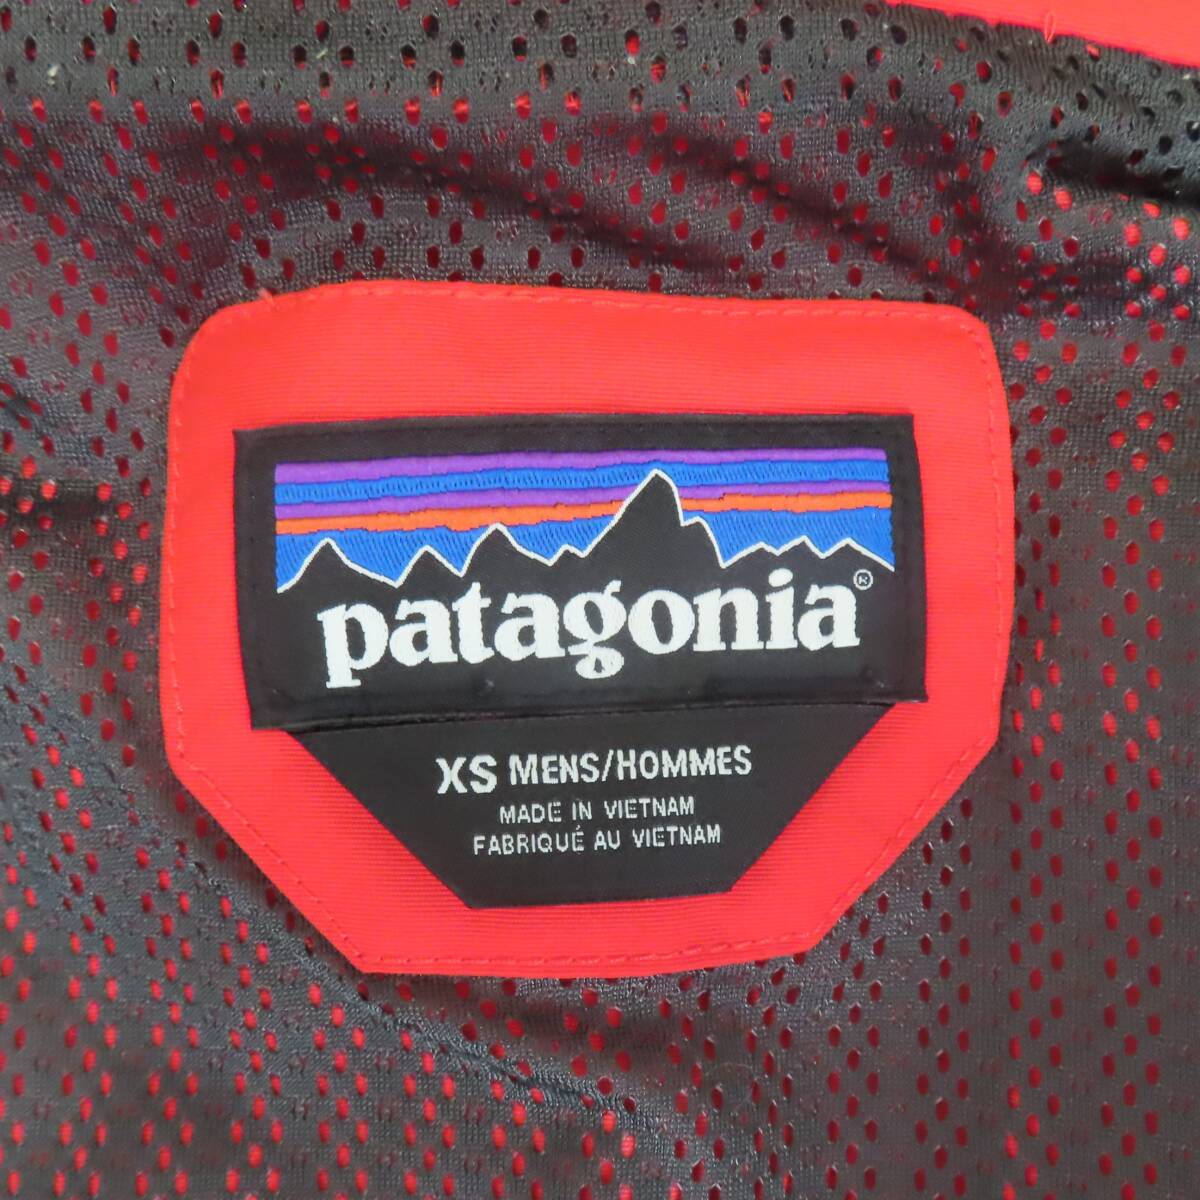 patagonia®
XS MENS/HOMMES
MADE IN VIETNAM
FABRIQUÉ AU VIETNAM